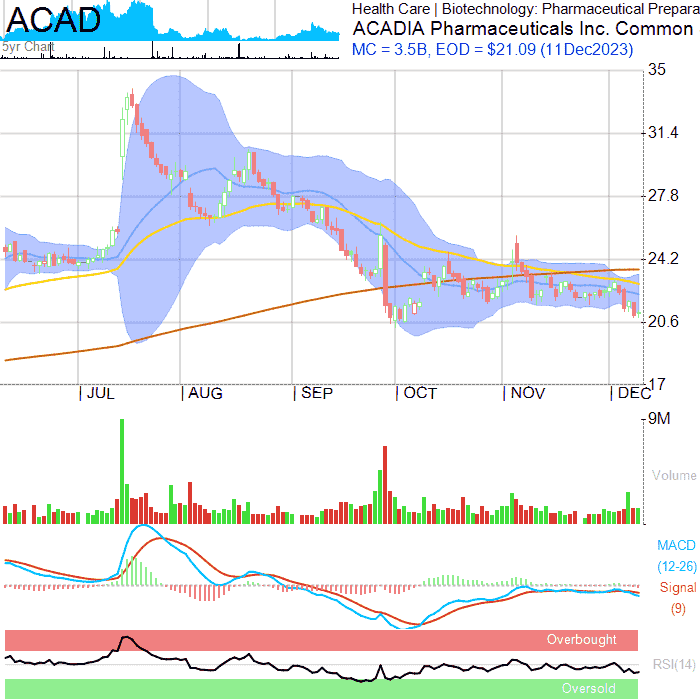 ACAD
5yr Chart
Health Care | Biotechnology: Pharmaceutical Prepara
ACADIA Pharmaceuticals Inc. Common
MC = 3.5B, EOD = $21.09 (11Dec2023)
35
31.4
27.8
24.2
20.6
17
| JUL | AUG | SEP | OCT | NOV | DEC
9M
Volume
MACD
(12-26)
Signal
(9)
Overbought
RSI(14)
Oversold